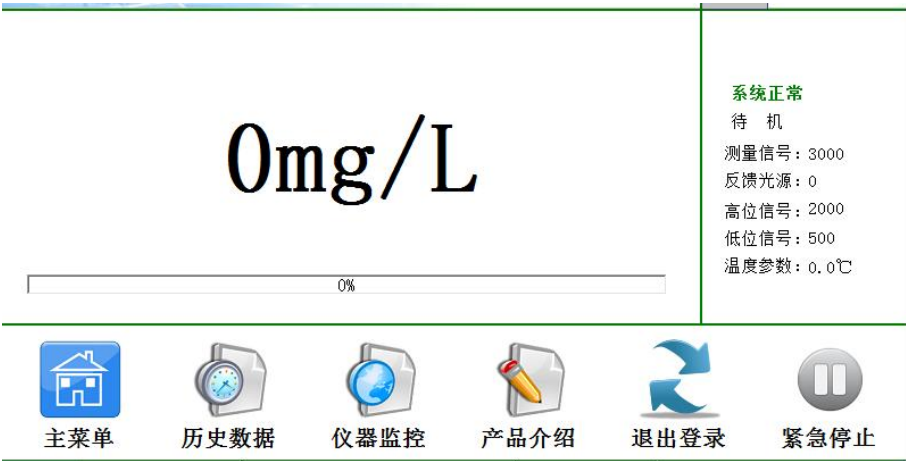 0mg/L
0%
系统正常
待 机
测量信号：3000
反馈光源：0
高位信号：2000
低位信号：500
温度参数：0.0℃
主菜单
历史数据
仪器监控
产品介绍
退出登录
紧急停止